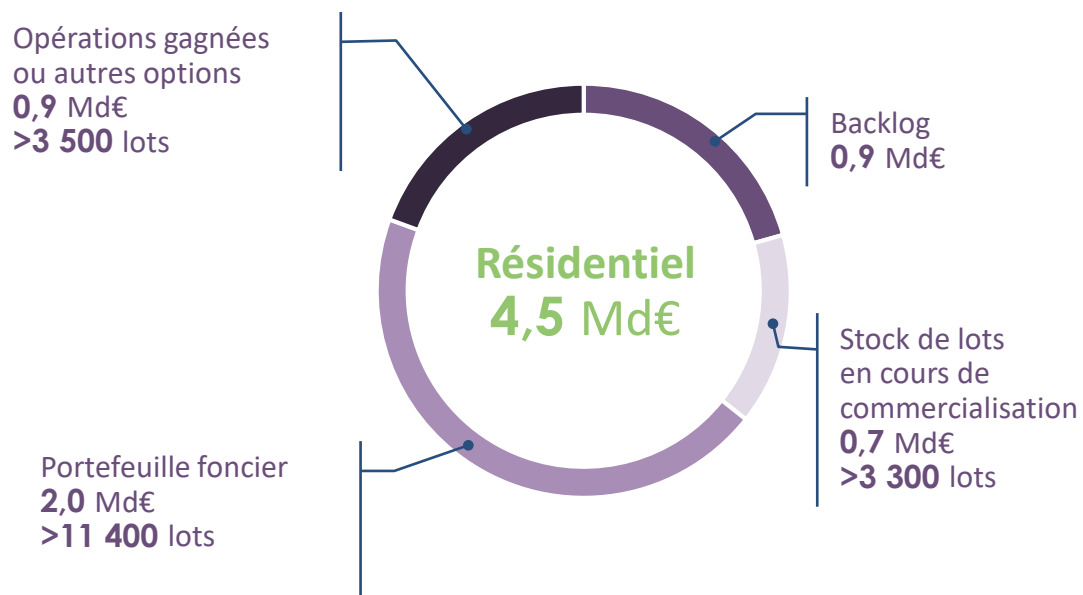 Opérations gagnées
ou autres options
0,9 Md€
>3 500 lots
Backlog
0,9 Md€
Résidentiel
4,5 Md€
Stock de lots
en cours de
commercialisation
0,7 Md€
>3 300 lots
Portefeuille foncier
2,0 Md€
>11 400 lots